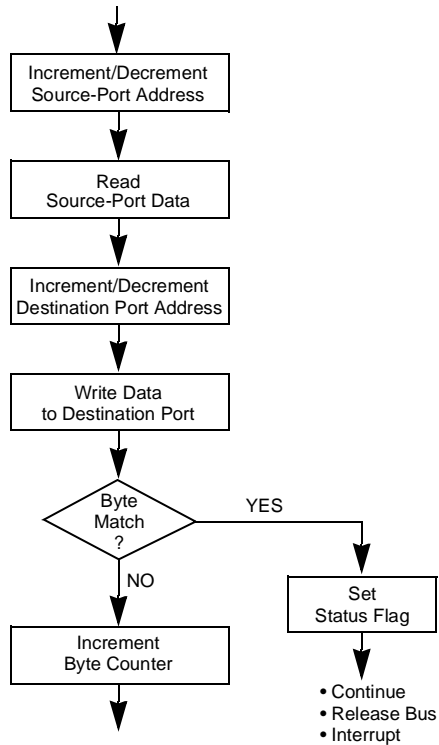 Increment/Decrement
Source-Port Address
Read
Source-Port Data
Increment/Decrement
Destination Port Address
Write Data
to Destination Port
Byte
Match
?
YES
NO
Set
Status Flag
Increment
Byte Counter
• Continue
• Release Bus
• Interrupt